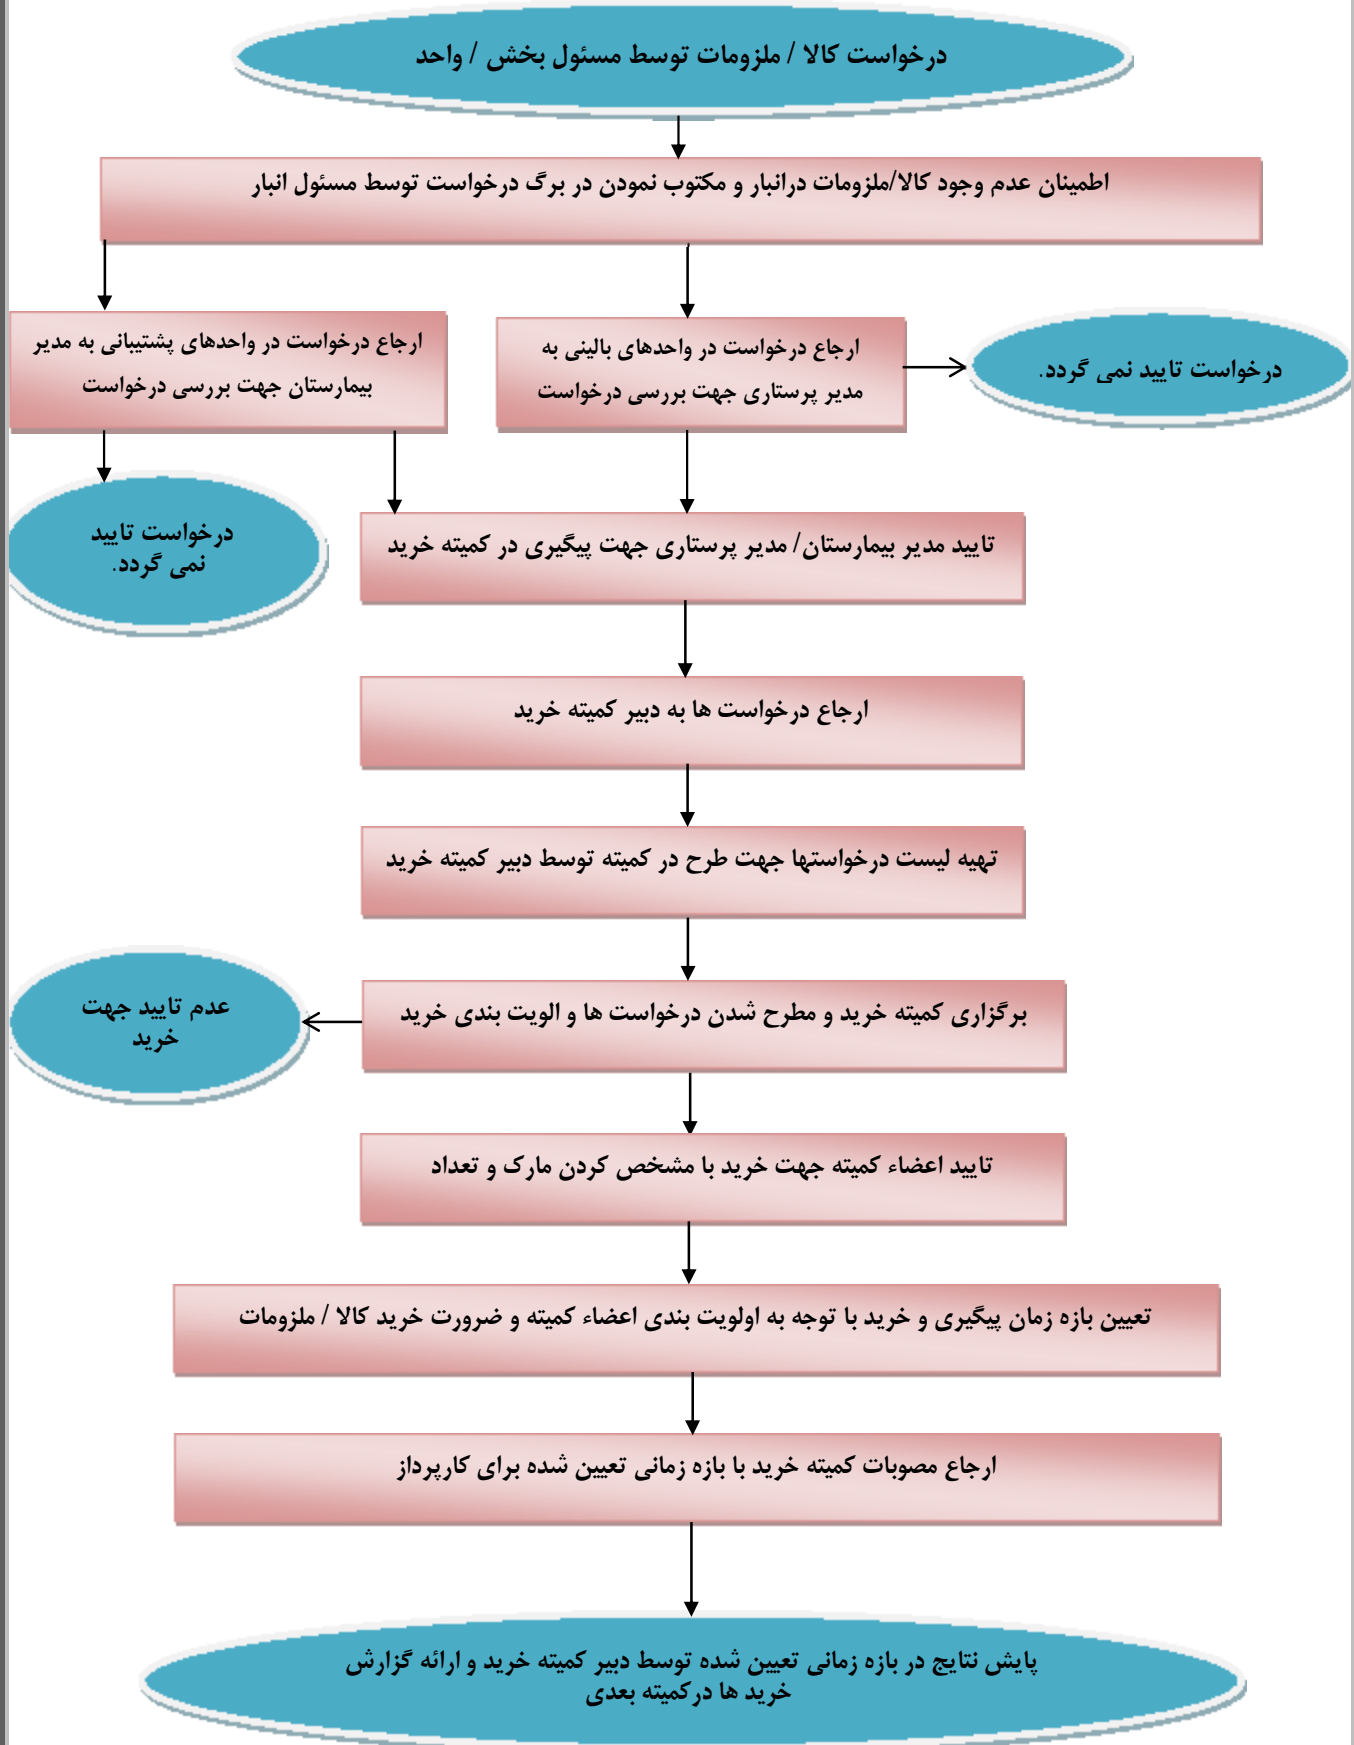 درخواست کالا / ملزومات توسط مسئول بخش / واحد
اطمینان عدم وجود کالا/ملزومات درانبار و مکتوب نمودن در برگ درخواست توسط مسئول انبار
درخواست تایید نمی گردد.
ارجاع درخواست در واحدهای بالینی به
مدیر پرستاری جهت بررسی درخواست
ارجاع درخواست در واحدهای پشتیبانی به مدیر
بیمارستان جهت بررسی درخواست
درخواست تایید
نمی گردد.
تایید مدیر بیمارستان/ مدیر پرستاری جهت پیگیری در کمیته خرید
ارجاع درخواست ها به دبیر کمیته خرید
تهیه لیست درخواستها جهت طرح در کمیته توسط دبیر کمیته خرید
برگزاری کمیته خرید و مطرح شدن درخواست ها و الویت بندی خرید
عدم تایید جهت
خرید
تایید اعضاء کمیته جهت خرید با مشخص کردن مارک و تعداد
تعیین بازه زمان پیگیری و خرید با توجه به اولویت بندی اعضاء کمیته و ضرورت خرید کالا / ملزومات
ارجاع مصوبات کمیته خرید با بازه زمانی تعیین شده برای کارپرداز
پایش نتایج در بازه زمانی تعیین شده توسط دبیر کمیته خرید و ارائه گزارش
خرید ها درکمیته بعدی